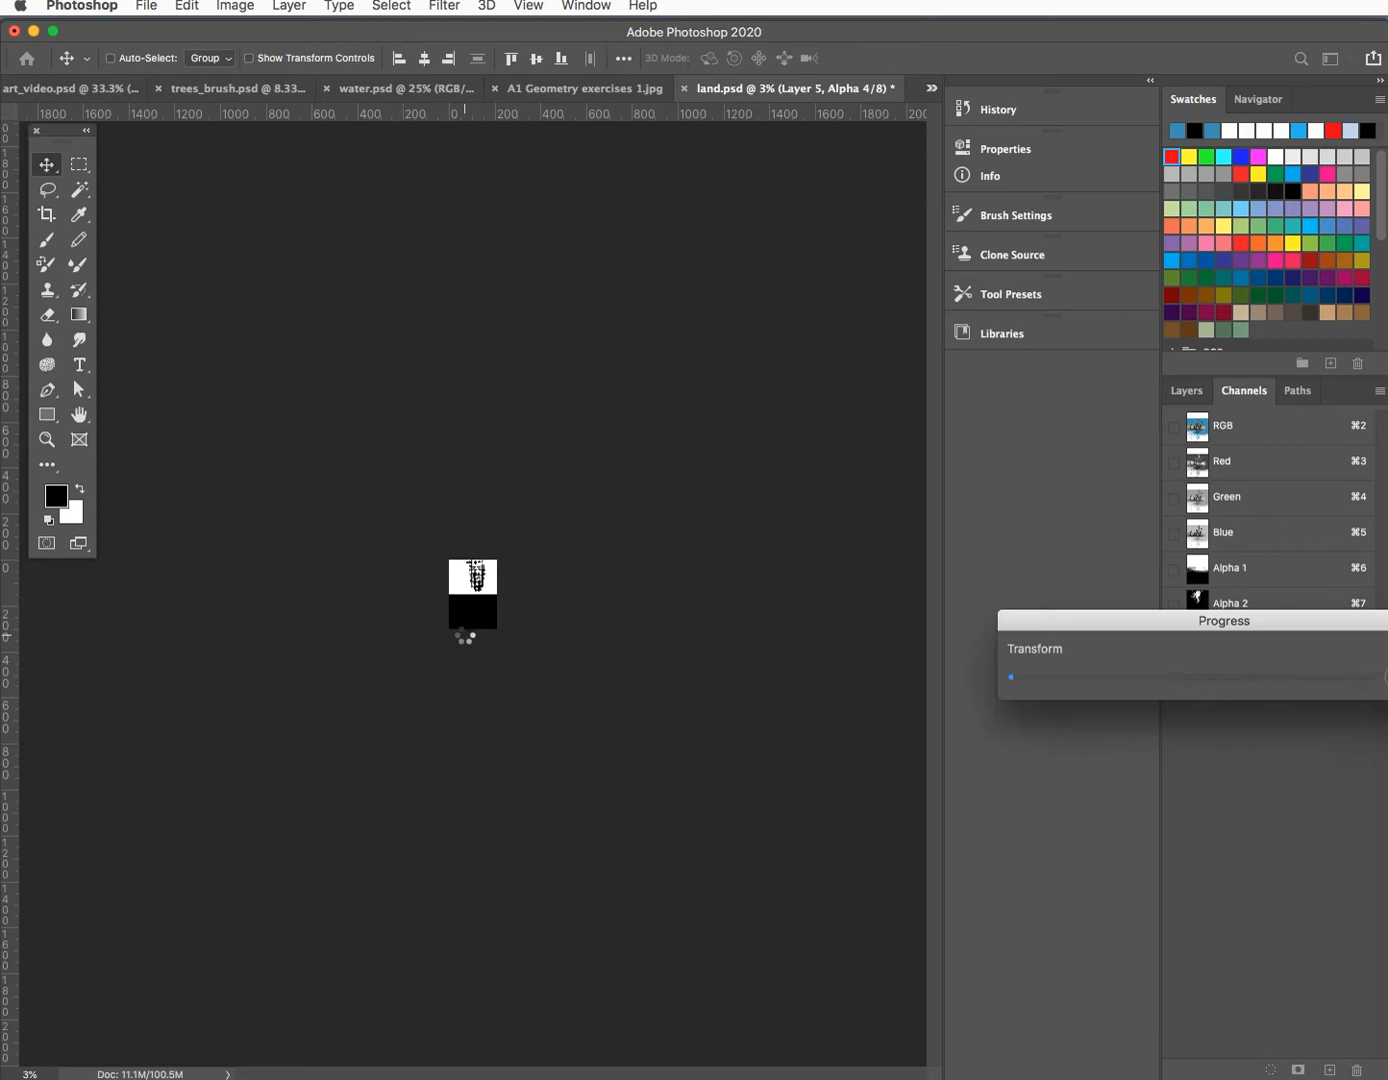 Photoshop File Edit Image Layer Type Select Filter 3D View Window Help
Adobe Photoshop 2020
Auto-Select: Group Show Transform Controls 3D Mode:
art_video.psd @ 33.3% (... × trees_brush.psd @ 8.33... × water.psd @ 25% (RGB/... × A1 Geometry exercises 1.jpg × land.psd @ 3% (Layer 5, Alpha 4/8) * »
1800 1600 1400 1200 1000 800 600 400 200 0 200 400 600 800 1000 1200 1400 1600 1800 200
History
Properties
Info
Brush Settings
Clone Source
Tool Presets
Libraries
Swatches Navigator
Layers Channels Paths
RGB ⌘2
Red ⌘3
Green ⌘4
Blue ⌘5
Alpha 1 ⌘6
Alpha 2 ⌘7
Progress
Transform
3% Doc: 11.1M/100.5M